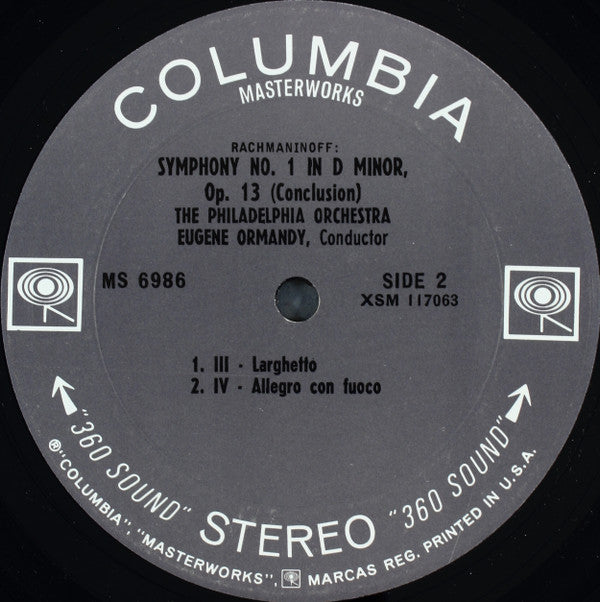 COLUMBIA
MASTERWORKS
RACHMANINOFF:
SYMPHONY NO. 1 IN D MINOR,
Op. 13 (Conclusion)
THE PHILADELPHIA ORCHESTRA
EUGENE ORMANDY, Conductor
MS 6986
SIDE 2
XSM 117063
1. III - Larghetto
2. IV - Allegro con fuoco
"360 SOUND" STEREO "360 SOUND"
®"COLUMBIA", "MASTERWORKS", MARCAS REG. PRINTED IN U.S.A.